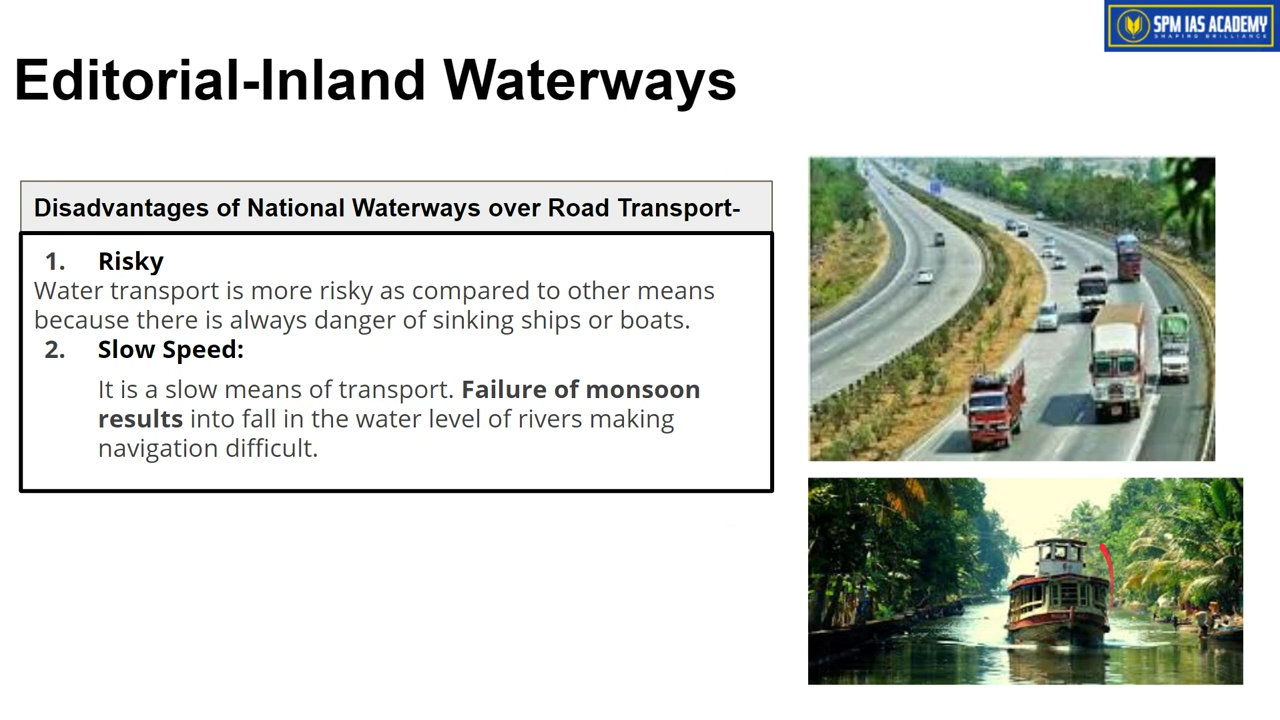 SPM IAS ACADEMY
SHAPING BRILLIANCE
Editorial-Inland Waterways
Disadvantages of National Waterways over Road Transport-
1. Risky
Water transport is more risky as compared to other means
because there is always danger of sinking ships or boats.
2. Slow Speed:
It is a slow means of transport. Failure of monsoon
results into fall in the water level of rivers making
navigation difficult.